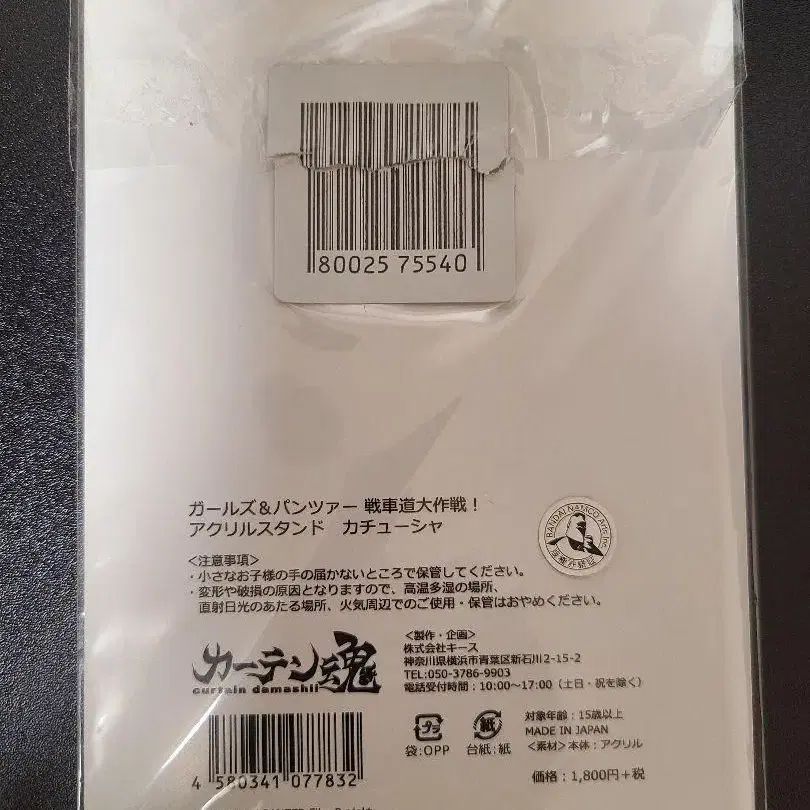 80025 75540
ガールズ＆パンツァー 戦車道大作戦！
アクリルスタンド　カチューシャ
BANDAI NAMCO Arts Inc.
＜注意事項＞
・小さなお子様の手の届かないところで保管してください。
・変形や破損の原因となりますので、高温多湿の場所、
直射日光のあたる場所、火気周辺でのご使用・保管はおやめください。
カーテン魂
curtain damashii
＜製作・企画＞
株式会社キース
神奈川県横浜市青葉区新石川2-15-2
TEL:050-3786-9903
電話受付時間：10:00～17:00（土日・祝を除く）
プラ
袋:OPP
紙
台紙:紙
対象年齢：15歳以上
MADE IN JAPAN
＜素材＞本体：アクリル
4 580341 077832
価格：1,800円＋税